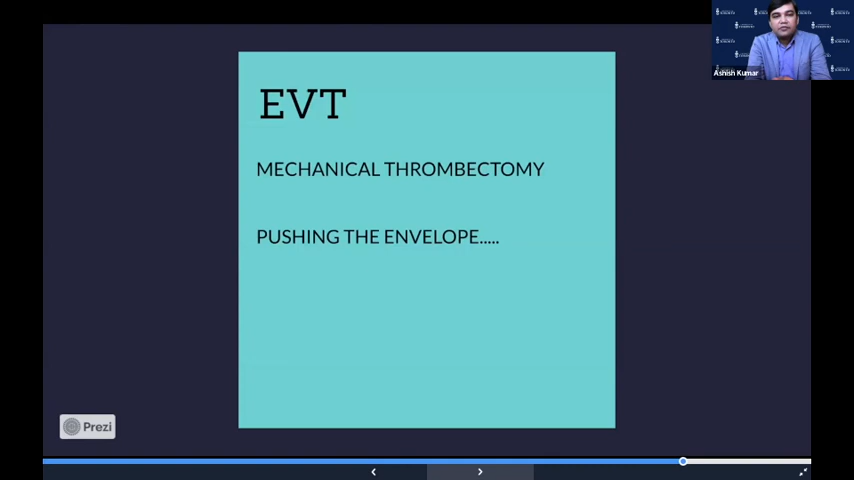 EVT
MECHANICAL THROMBECTOMY
PUSHING THE ENVELOPE.....
Ashish Kumar
Prezi